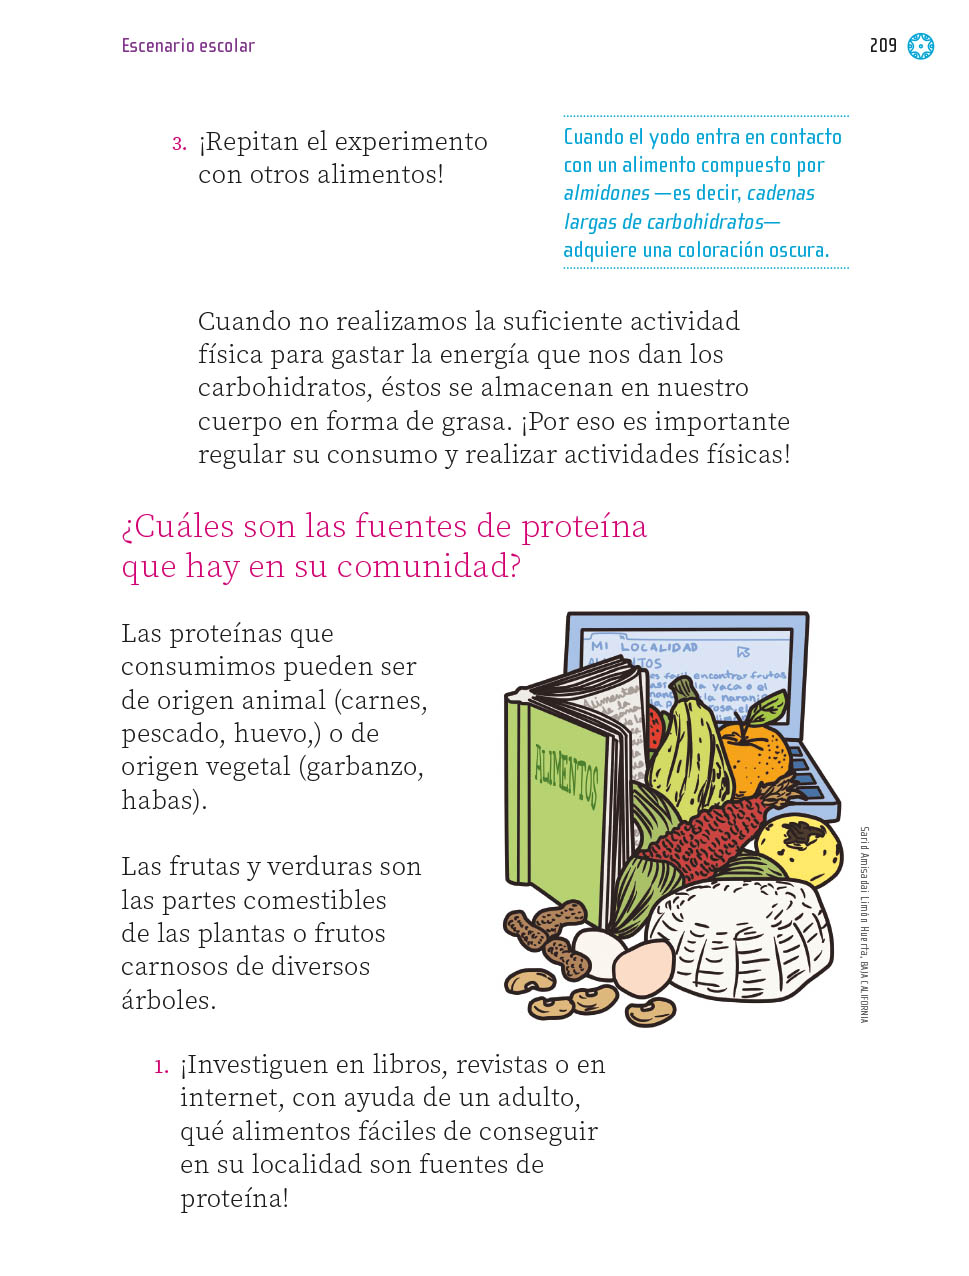 Escenario escolar
209
3. ¡Repitan el experimento
con otros alimentos!
Cuando el yodo entra en contacto
con un alimento compuesto por
almidones —es decir, cadenas
largas de carbohidratos—
adquiere una coloración oscura.
Cuando no realizamos la suficiente actividad
física para gastar la energía que nos dan los
carbohidratos, éstos se almacenan en nuestro
cuerpo en forma de grasa. ¡Por eso es importante
regular su consumo y realizar actividades físicas!
¿Cuáles son las fuentes de proteína
que hay en su comunidad?
Las proteínas que
consumimos pueden ser
de origen animal (carnes,
pescado, huevo,) o de
origen vegetal (garbanzo,
habas).
Las frutas y verduras son
las partes comestibles
de las plantas o frutos
carnosos de diversos
árboles.
MI LOCALIDAD
es facil encontrar frutas
la vaca o el
la naranja
ALIMENTOS
Sarid Amisadai Limón Huerta, BAJA CALIFORNIA
1. ¡Investiguen en libros, revistas o en
internet, con ayuda de un adulto,
qué alimentos fáciles de conseguir
en su localidad son fuentes de
proteína!